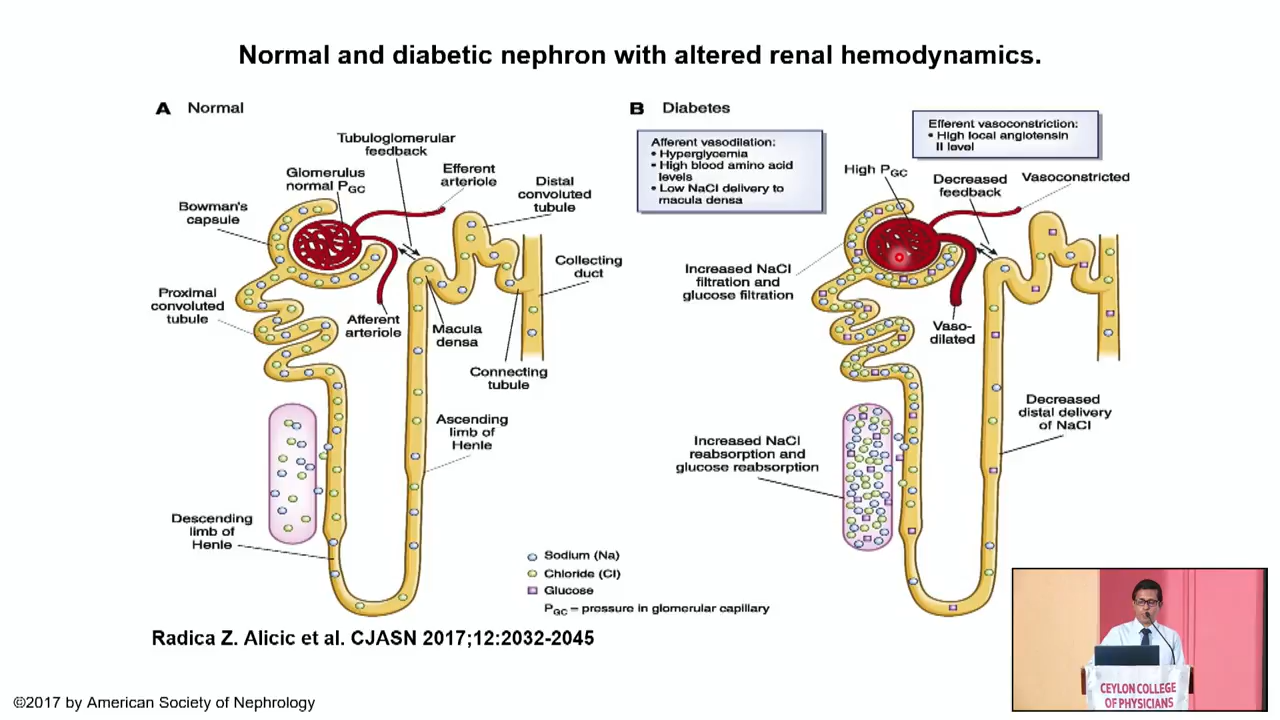 Normal and diabetic nephron with altered renal hemodynamics.
A Normal
Tubuloglomerular
feedback
Glomerulus
normal PGC
Efferent
arteriole
Distal
convoluted
tubule
Bowman's
capsule
Collecting
duct
Proximal
convoluted
tubule
Afferent
arteriole
Macula
densa
Connecting
tubule
Ascending
limb of
Henle
Descending
limb of
Henle
B Diabetes
Afferent vasodilation:
• Hyperglycemia
• High blood amino acid
levels
• Low NaCl delivery to
macula densa
Efferent vasoconstriction:
• High local angiotensin
II level
High PGC
Decreased
feedback
Vasoconstricted
Increased NaCl
filtration and
glucose filtration
Vaso-
dilated
Decreased
distal delivery
of NaCl
Increased NaCl
reabsorption and
glucose reabsorption
Sodium (Na)
Chloride (Cl)
Glucose
PGC = pressure in glomerular capillary
Radica Z. Alicic et al. CJASN 2017;12:2032-2045
©2017 by American Society of Nephrology
CEYLON COLLEGE
OF PHYSICIANS